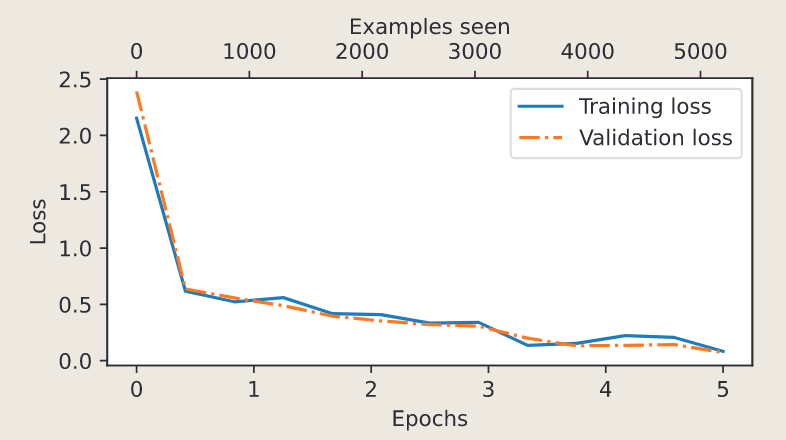 Examples seen
0 1000 2000 3000 4000 5000
2.5
2.0
1.5
1.0
0.5
0.0
Loss
Training loss
Validation loss
0 1 2 3 4 5
Epochs